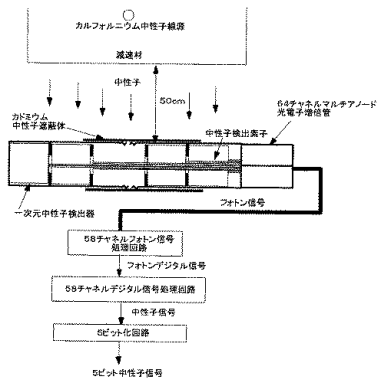 カルフォルニウム中性子線源
減速材
中性子
50cm
カドミウム
中性子遮蔽体
64チャネルマルチアノード
光電子増倍管
中性子検出素子
一次元中性子検出器
フォトン信号
58チャネルフォトン信号
処理回路
フォトンデジタル信号
58チャネルデジタル信号処理回路
中性子信号
5ビット化回路
5ビット中性子信号